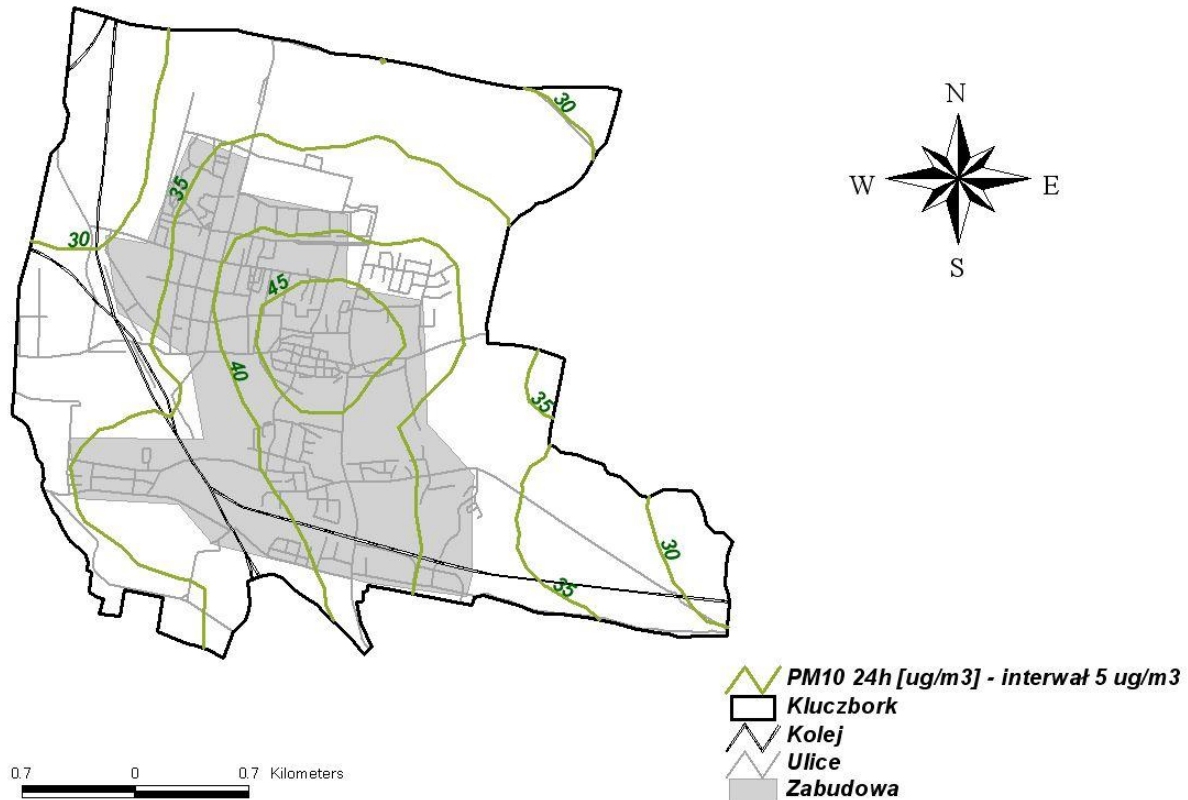 30
N
35
W E
30
S
45
40
35
30
35
PM10 24h [ug/m3] - interwał 5 ug/m3
Kluczbork
Kolej
Ulice
0.7 0 0.7 Kilometers
Zabudowa